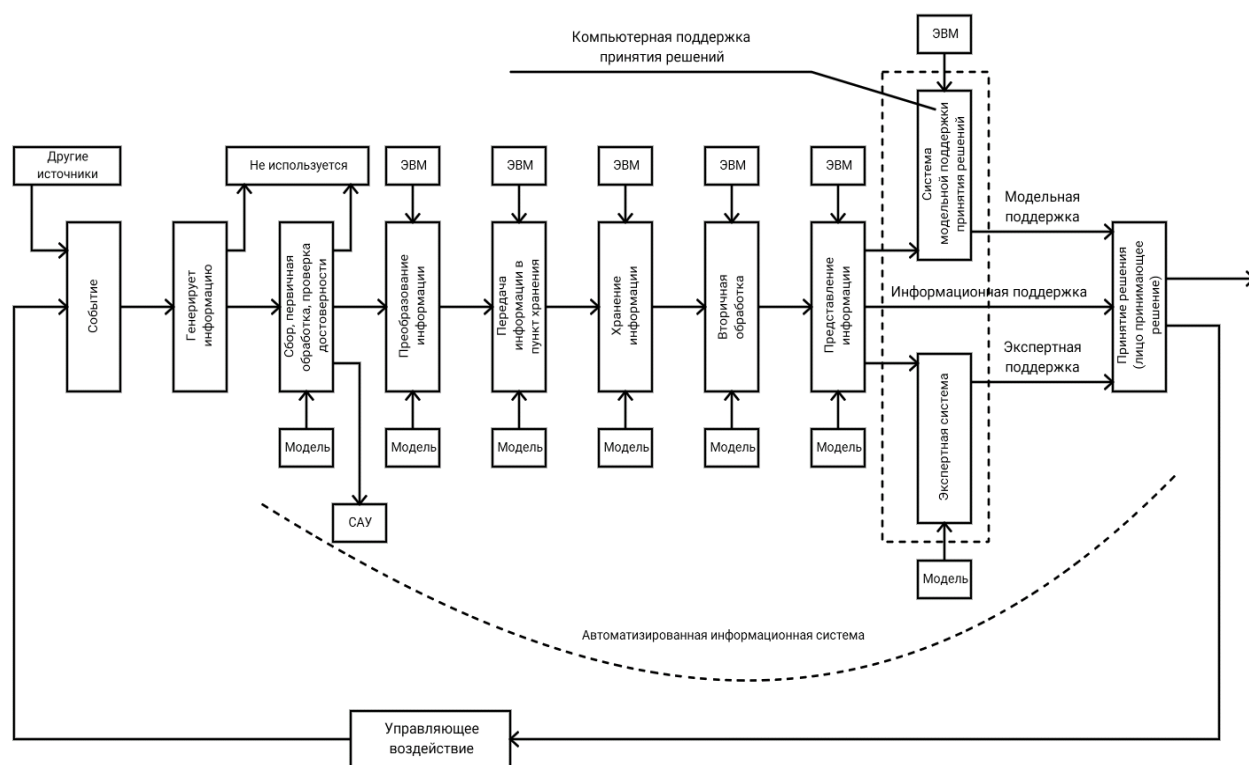 Компьютерная поддержка
принятия решений
ЭВМ
Другие
источники
Не используется
ЭВМ
ЭВМ
ЭВМ
ЭВМ
ЭВМ
Событие
Генерирует
информацию
Сбор, первичная
обработка, проверка
достоверности
Преобразование
информации
Передача
информации в
пункт хранения
Хранение
информации
Вторичная
обработка
Представление
информации
Система
модельной поддержки
принятия решений
Модельная
поддержка
Информационная поддержка
Экспертная
поддержка
Принятие решения
(лицо принимающее
решение)
Экспертная система
Модель
Модель
Модель
Модель
Модель
Модель
САУ
Модель
Автоматизированная информационная система
Управляющее
воздействие